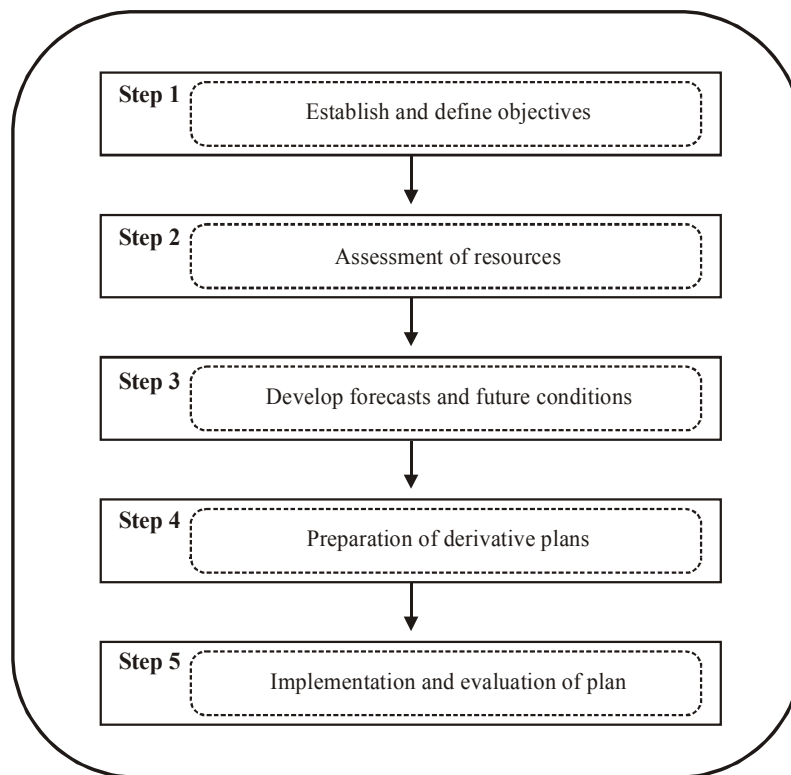 Step 1
Establish and define objectives
Step 2
Assessment of resources
Step 3
Develop forecasts and future conditions
Step 4
Preparation of derivative plans
Step 5
Implementation and evaluation of plan